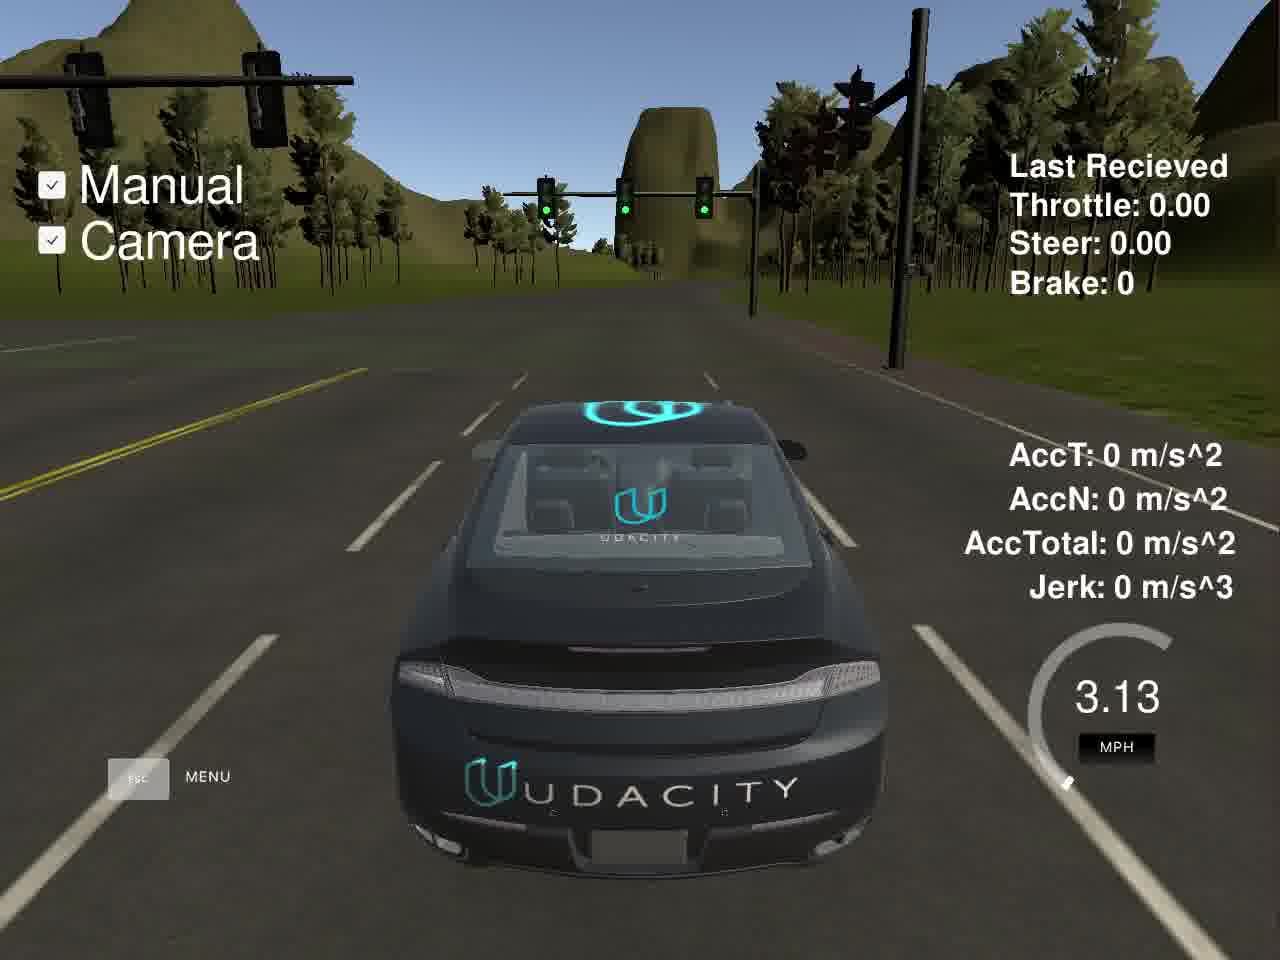 Manual
Camera
Last Recieved
Throttle: 0.00
Steer: 0.00
Brake: 0
AccT: 0 m/s^2
AccN: 0 m/s^2
AccTotal: 0 m/s^2
Jerk: 0 m/s^3
UDACITY
3.13
MPH
ESC MENU
UDACITY